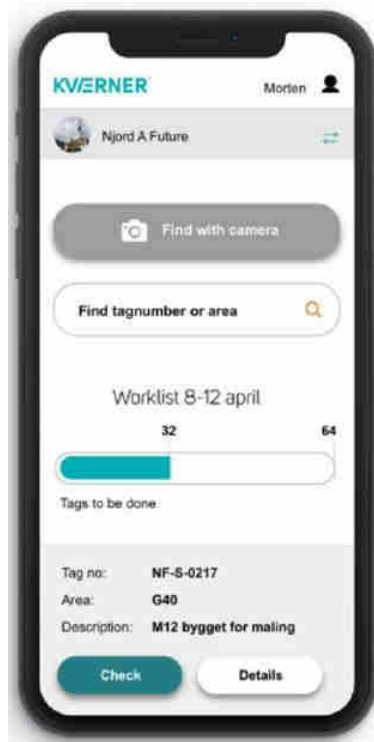 KVÆRNER
Morten
Njord A Future
Find with camera
Find tagnumber or area
Worklist 8-12 april
32 64
Tags to be done
Tag no: NF-S-0217
Area: G40
Description: M12 bygget for maling
Check Details